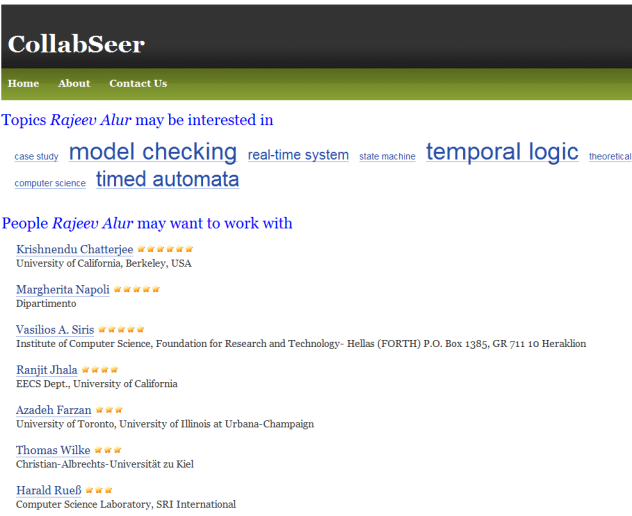 CollabSeer
Home About Contact Us
Topics Rajeev Alur may be interested in
case study model checking real-time system state machine temporal logic theoretical
computer science timed automata
People Rajeev Alur may want to work with
Krishnendu Chatterjee
University of California, Berkeley, USA
Margherita Napoli
Dipartimento
Vasilios A. Siris
Institute of Computer Science, Foundation for Research and Technology- Hellas (FORTH) P.O. Box 1385, GR 711 10 Heraklion
Ranjit Jhala
EECS Dept., University of California
Azadeh Farzan
University of Toronto, University of Illinois at Urbana-Champaign
Thomas Wilke
Christian-Albrechts-Universität zu Kiel
Harald Rueß
Computer Science Laboratory, SRI International